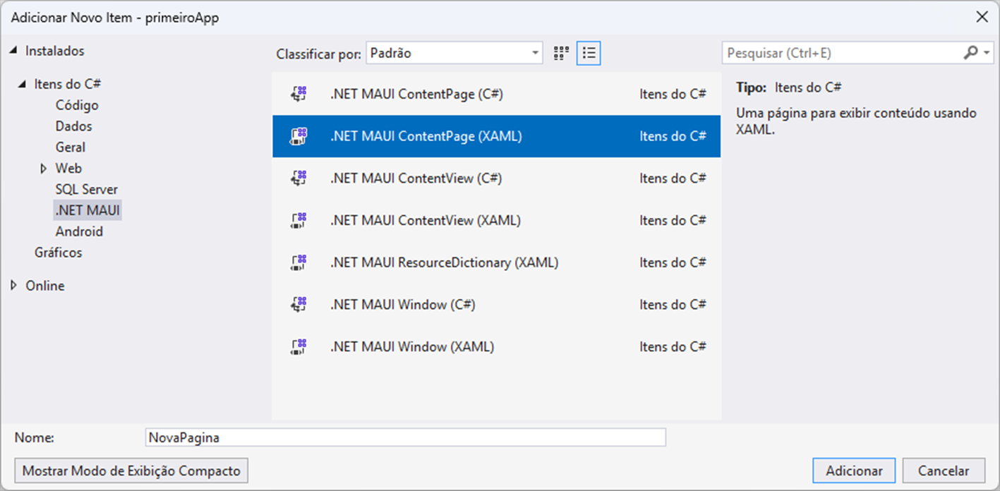 Adicionar Novo Item - primeiroApp
Instalados
Itens do C#
Código
Dados
Geral
Web
SQL Server
.NET MAUI
Android
Gráficos
Online
Classificar por: Padrão
.NET MAUI ContentPage (C#) Itens do C#
.NET MAUI ContentPage (XAML) Itens do C#
.NET MAUI ContentView (C#) Itens do C#
.NET MAUI ContentView (XAML) Itens do C#
.NET MAUI ResourceDictionary (XAML) Itens do C#
.NET MAUI Window (C#) Itens do C#
.NET MAUI Window (XAML) Itens do C#
Pesquisar (Ctrl+E)
Tipo: Itens do C#
Uma página para exibir conteúdo usando
XAML.
Nome: NovaPagina
Mostrar Modo de Exibição Compacto
Adicionar
Cancelar